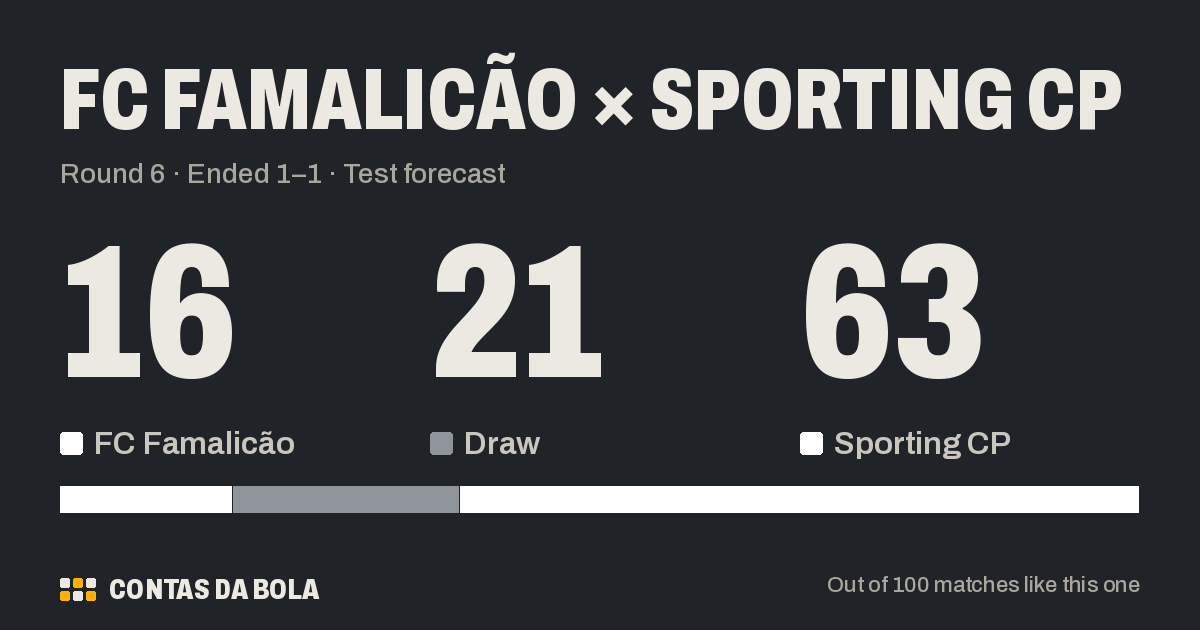 FC FAMALICÃO × SPORTING CP
Round 6 · Ended 1–1 · Test forecast
16 21 63
FC Famalicão Draw Sporting CP
CONTAS DA BOLA Out of 100 matches like this one